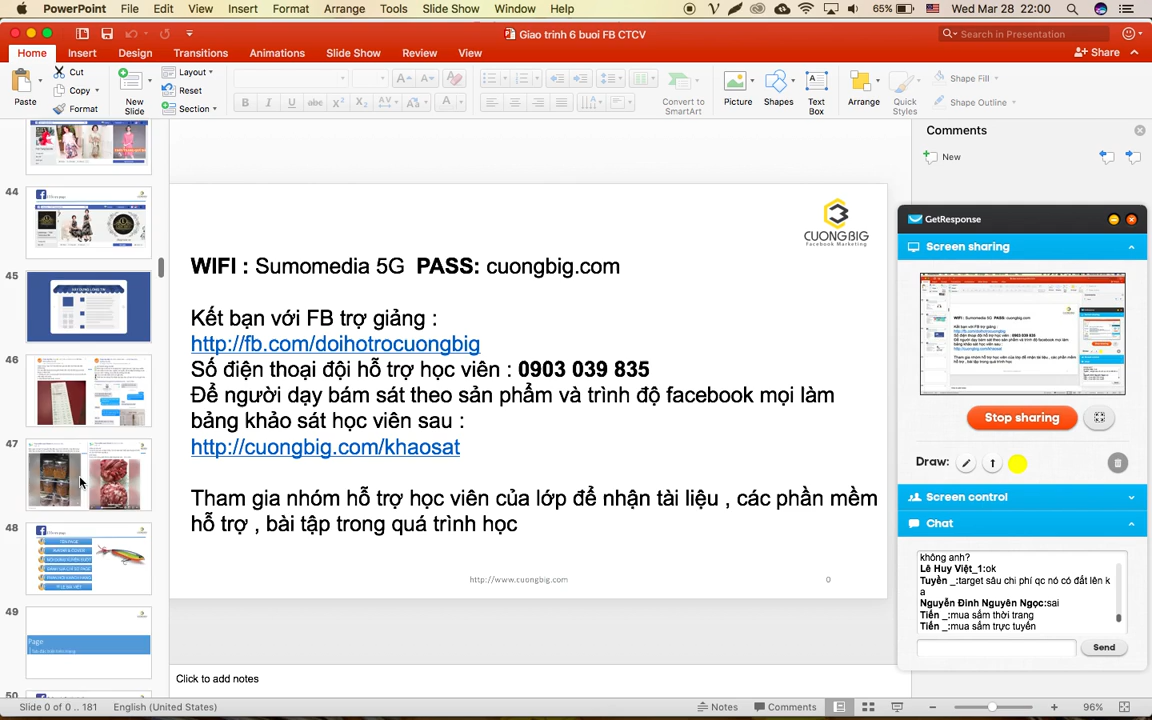 PowerPoint File Edit View Insert Format Arrange Tools Slide Show Window Help 65% Wed Mar 28 22:00
Giao trinh 6 buoi FB CTCV
Search in Presentation
Home Insert Design Transitions Animations Slide Show Review View
Share
Paste
Cut
Copy
Format
New Slide
Layout
Reset
Section
B I U abc X² X₂ AV Aa A
Convert to SmartArt
Picture
Shapes
Text Box
Arrange
Quick Styles
Shape Fill
Shape Outline
44
45
46
47
48
49
Page
50
CUONGBIG
Facebook Marketing
WIFI : Sumomedia 5G PASS: cuongbig.com
Kết bạn với FB trợ giảng :
http://fb.com/doihotrocuongbig
Số điện thoại đội hỗ trợ học viên : 0903 039 835
Để người dạy bám sát theo sản phẩm và trình độ facebook mọi làm
bảng khảo sát học viên sau :
http://cuongbig.com/khaosat
Tham gia nhóm hỗ trợ học viên của lớp để nhận tài liệu , các phần mềm
hỗ trợ , bài tập trong quá trình học
http://www.cuongbig.com
0
Click to add notes
Comments
New
GetResponse
Screen sharing
Stop sharing
Draw:
Screen control
Chat
không anh?
Lê Huy Việt_1:ok
Tuyền _:target sâu chi phí qc nó có đắt lên k
a
Nguyễn Đinh Nguyên Ngọc:sai
Tiến _:mua sắm thời trang
Tiến _:mua sắm trực tuyến
Send
Slide 0 of 0 .. 181 English (United States) Notes Comments 96%